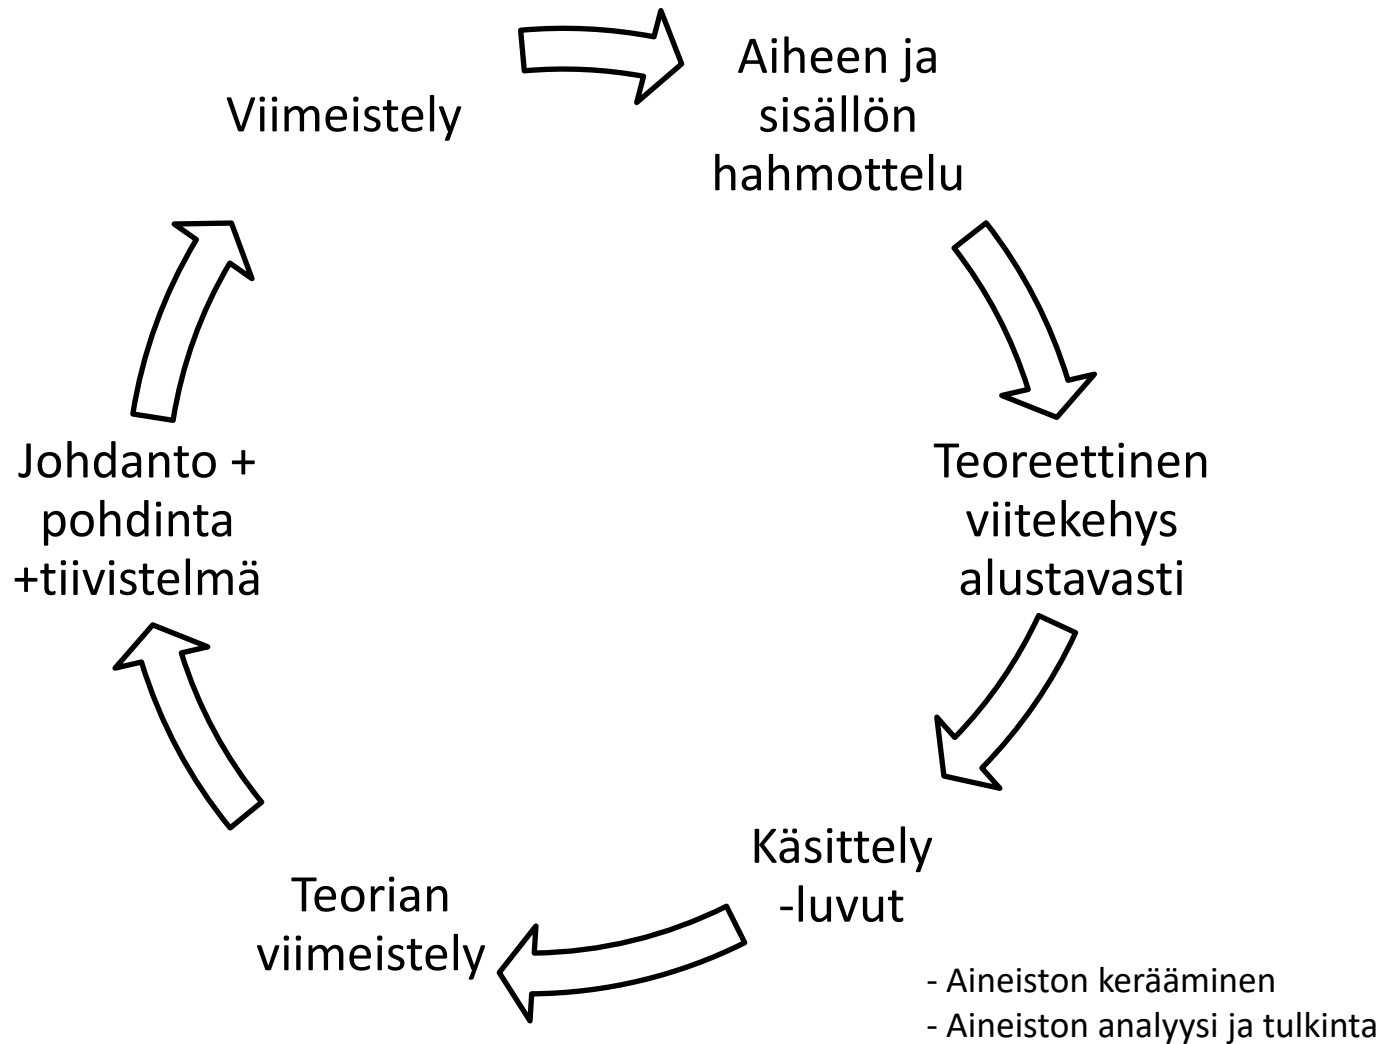 Viimeistely
Aiheen ja
sisällön
hahmottelu
Teoreettinen
viitekehys
alustavasti
Käsittely
-luvut
- Aineiston kerääminen
- Aineiston analyysi ja tulkinta
Teorian
viimeistely
Johdanto +
pohdinta
+tiivistelmä